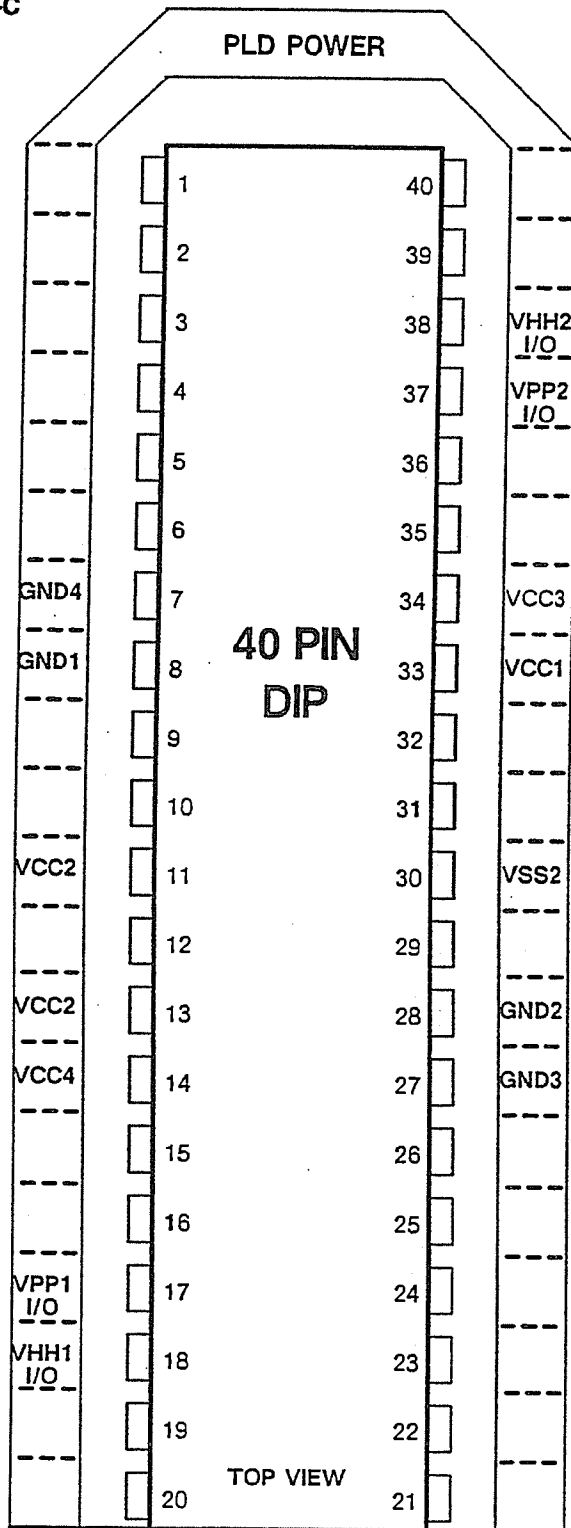 PLD POWER
1 40
2 39
3 38 VHH2
I/O
4 37 VPP2
I/O
5 36
6 35
GND4 7 34 VCC3
GND1 8 33 VCC1
40 PIN
DIP
9 32
10 31
VCC2 11 30 VSS2
12 29
VCC2 13 28 GND2
VCC4 14 27 GND3
15 26
16 25
VPP1 17 24
I/O
VHH1 18 23
I/O
19 22
TOP VIEW
20 21